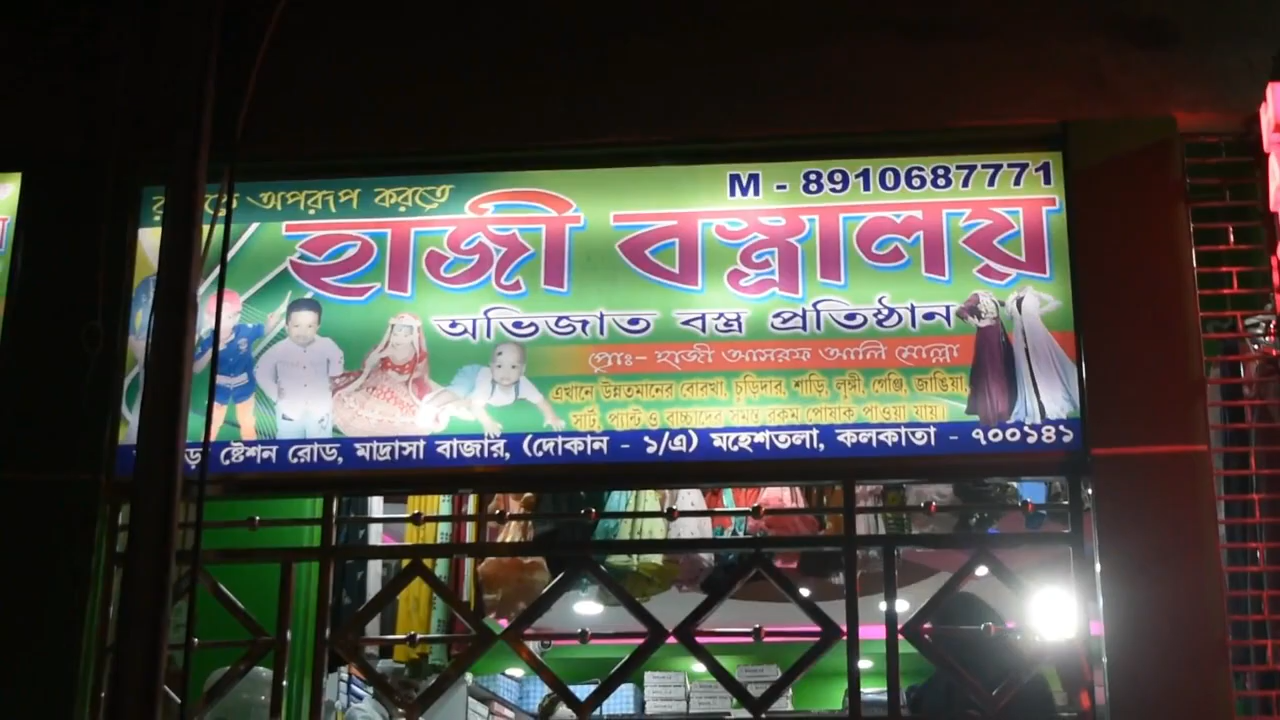 অপরূপ করতে
M - 8910687771
হাজী বস্ত্রালয়
অভিজাত বস্ত্র প্রতিষ্ঠান
প্রোঃ- হাজী আসরফ আলি মোল্লা
এখানে উন্নতমানের বোরখা, চুড়িদার, শাড়ি, লুঙ্গী, গেঞ্জি, জাঙিয়া,
সার্ট, প্যান্ট ও বাচ্চাদের সমস্ত রকম পোষাক পাওয়া যায়।
ষ্টেশন রোড, মাদ্রাসা বাজার, (দোকান - ১/এ) মহেশতলা, কলকাতা - ৭০০১৪১